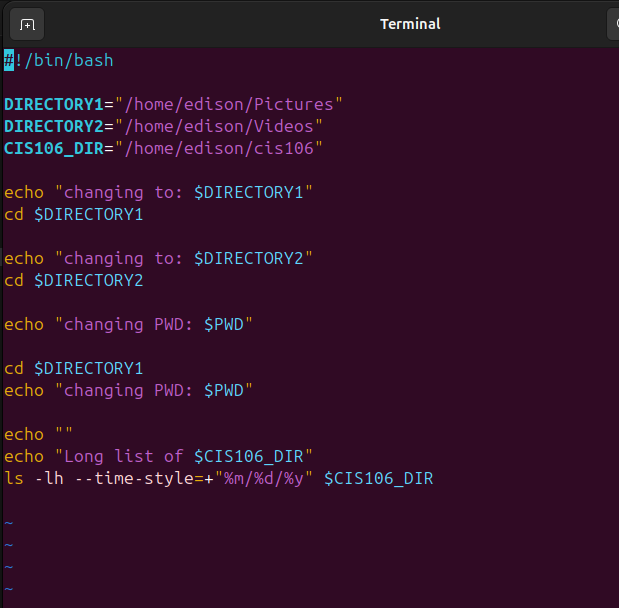 Terminal
#!/bin/bash
DIRECTORY1="/home/edison/Pictures"
DIRECTORY2="/home/edison/Videos"
CIS106_DIR="/home/edison/cis106"
echo "changing to: $DIRECTORY1"
cd $DIRECTORY1
echo "changing to: $DIRECTORY2"
cd $DIRECTORY2
echo "changing PWD: $PWD"
cd $DIRECTORY1
echo "changing PWD: $PWD"
echo ""
echo "Long list of $CIS106_DIR"
ls -lh --time-style=+"%m/%d/%y" $CIS106_DIR
~
~
~
~